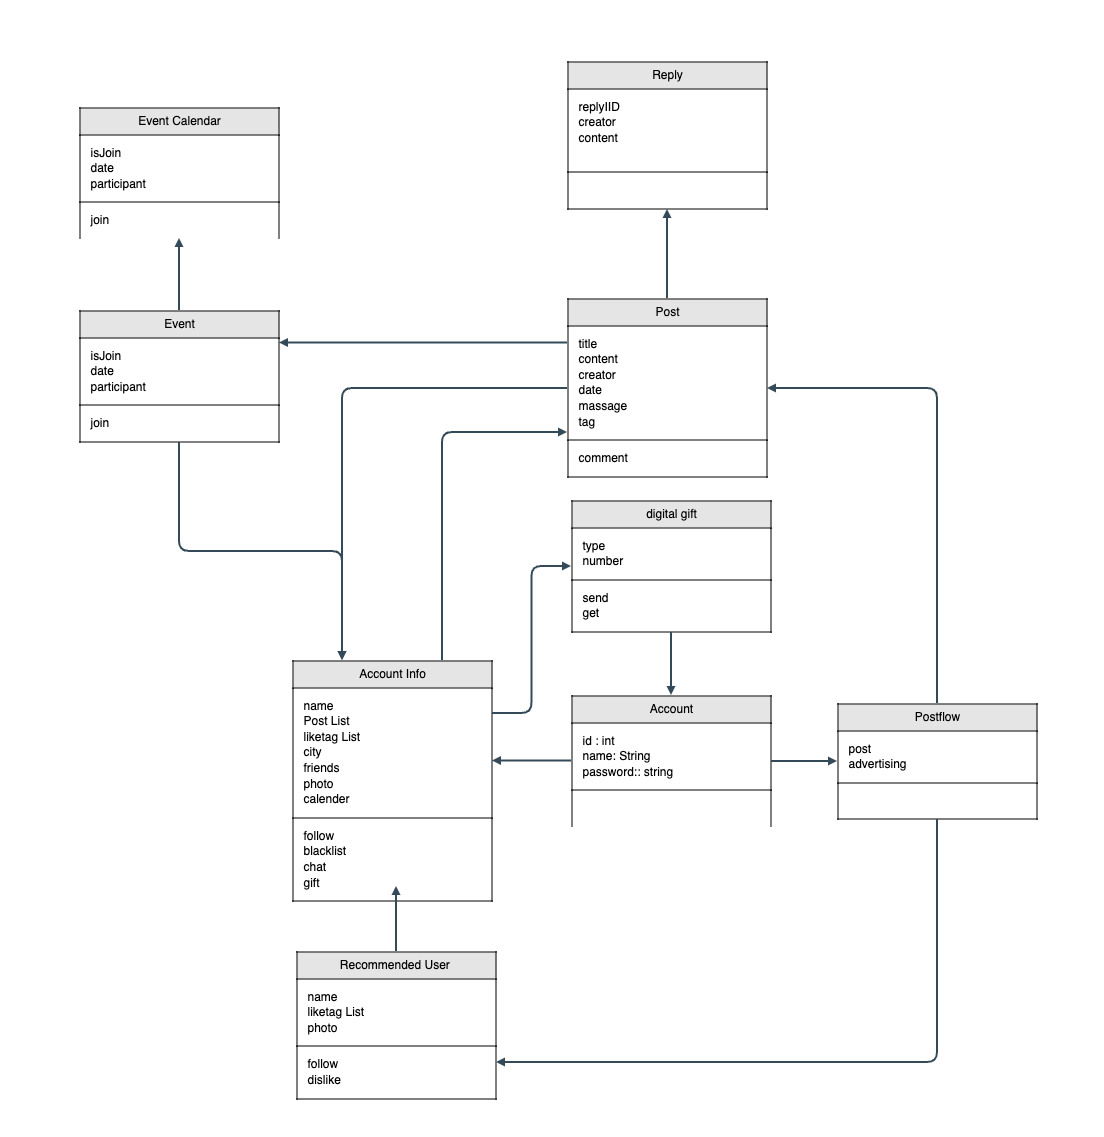 Reply
replyIID
creator
content
Event Calendar
isJoin
date
participant
join
Event
isJoin
date
participant
join
Post
title
content
creator
date
massage
tag
comment
digital gift
type
number
send
get
Account Info
name
Post List
liketag List
city
friends
photo
calender
follow
blacklist
chat
gift
Account
id : int
name: String
password:: string
Postflow
post
advertising
Recommended User
name
liketag List
photo
follow
dislike